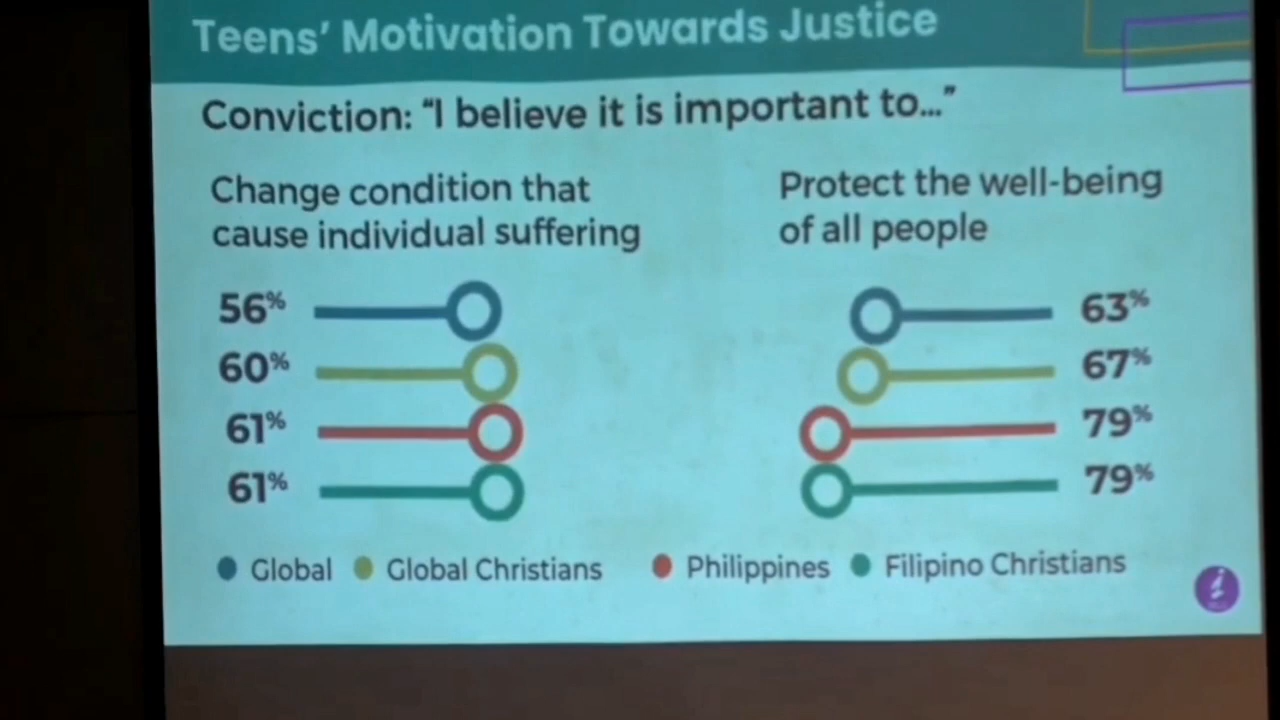 Teens’ Motivation Towards Justice
Conviction: “I believe it is important to...”
Change condition that
cause individual suffering
56%
60%
61%
61%
Protect the well-being
of all people
63%
67%
79%
79%
Global Global Christians Philippines Filipino Christians